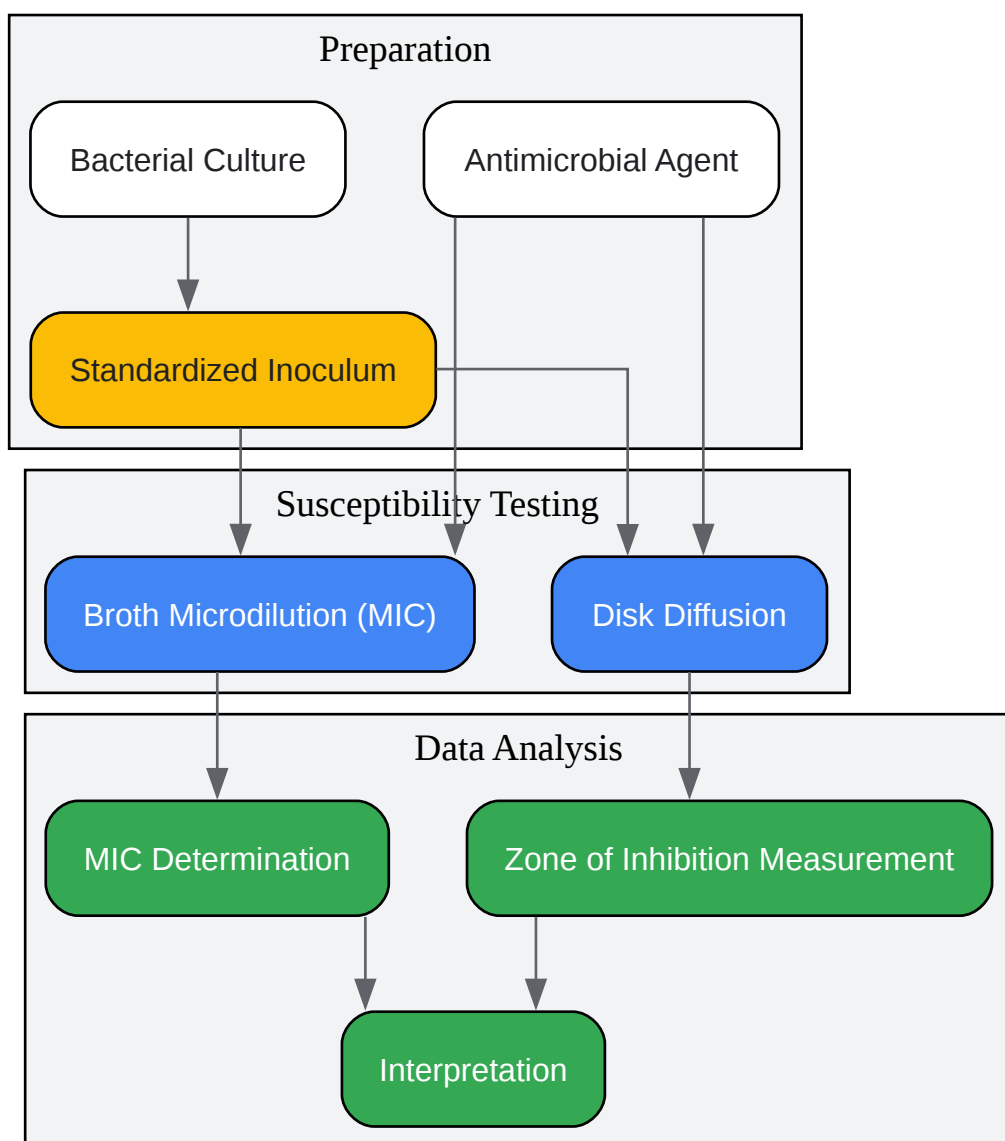 Preparation
Bacterial Culture
Antimicrobial Agent
Standardized Inoculum
Susceptibility Testing
Broth Microdilution (MIC)
Disk Diffusion
Data Analysis
MIC Determination
Zone of Inhibition Measurement
Interpretation